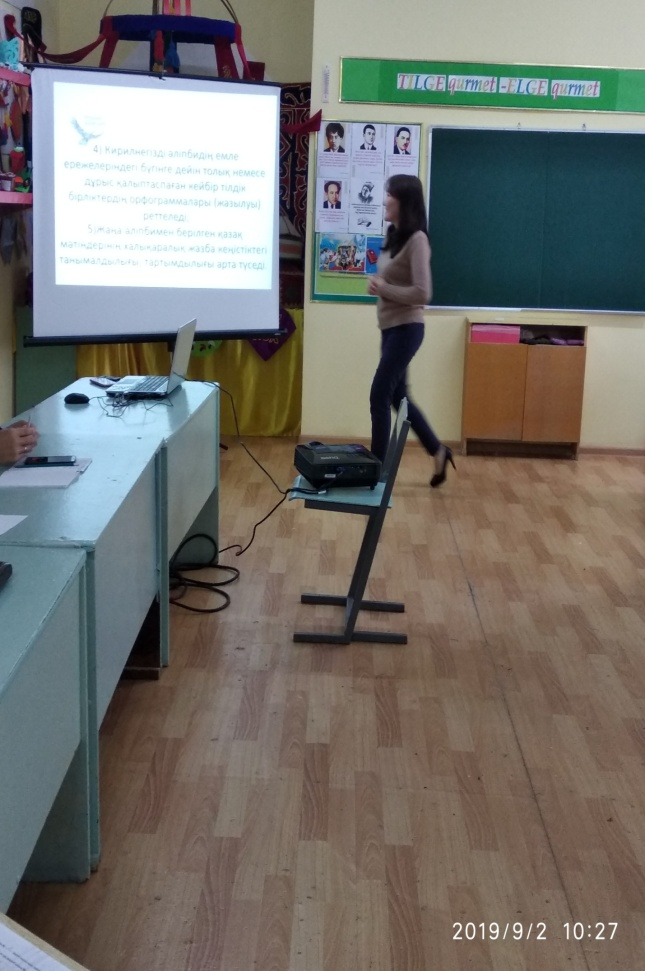 TILGE qurmet -ELGE qurmet
4) Кирилнегізді әліпбидің емле
ережелеріндегі бүгінге дейін толық немесе
дұрыс қалыптаспаған кейбір тілдік
бірліктердің орфограммалары (жазылуы)
реттеледі;
5)Жаңа әліпбимен берілген қазақ
мәтіндерінің халықаралық жазба кеңістіктегі
танымалдылығы, тартымдылығы арта түседі.
2019/9/2 10:27